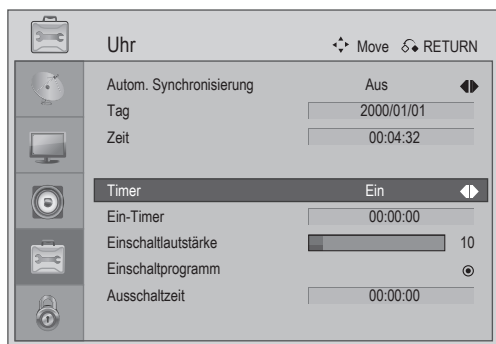 Uhr Move RETURN
Autom. Synchronisierung Aus
Tag 2000/01/01
Zeit 00:04:32
Timer Ein
Ein-Timer 00:00:00
Einschaltlautstärke 10
Einschaltprogramm
Ausschaltzeit 00:00:00